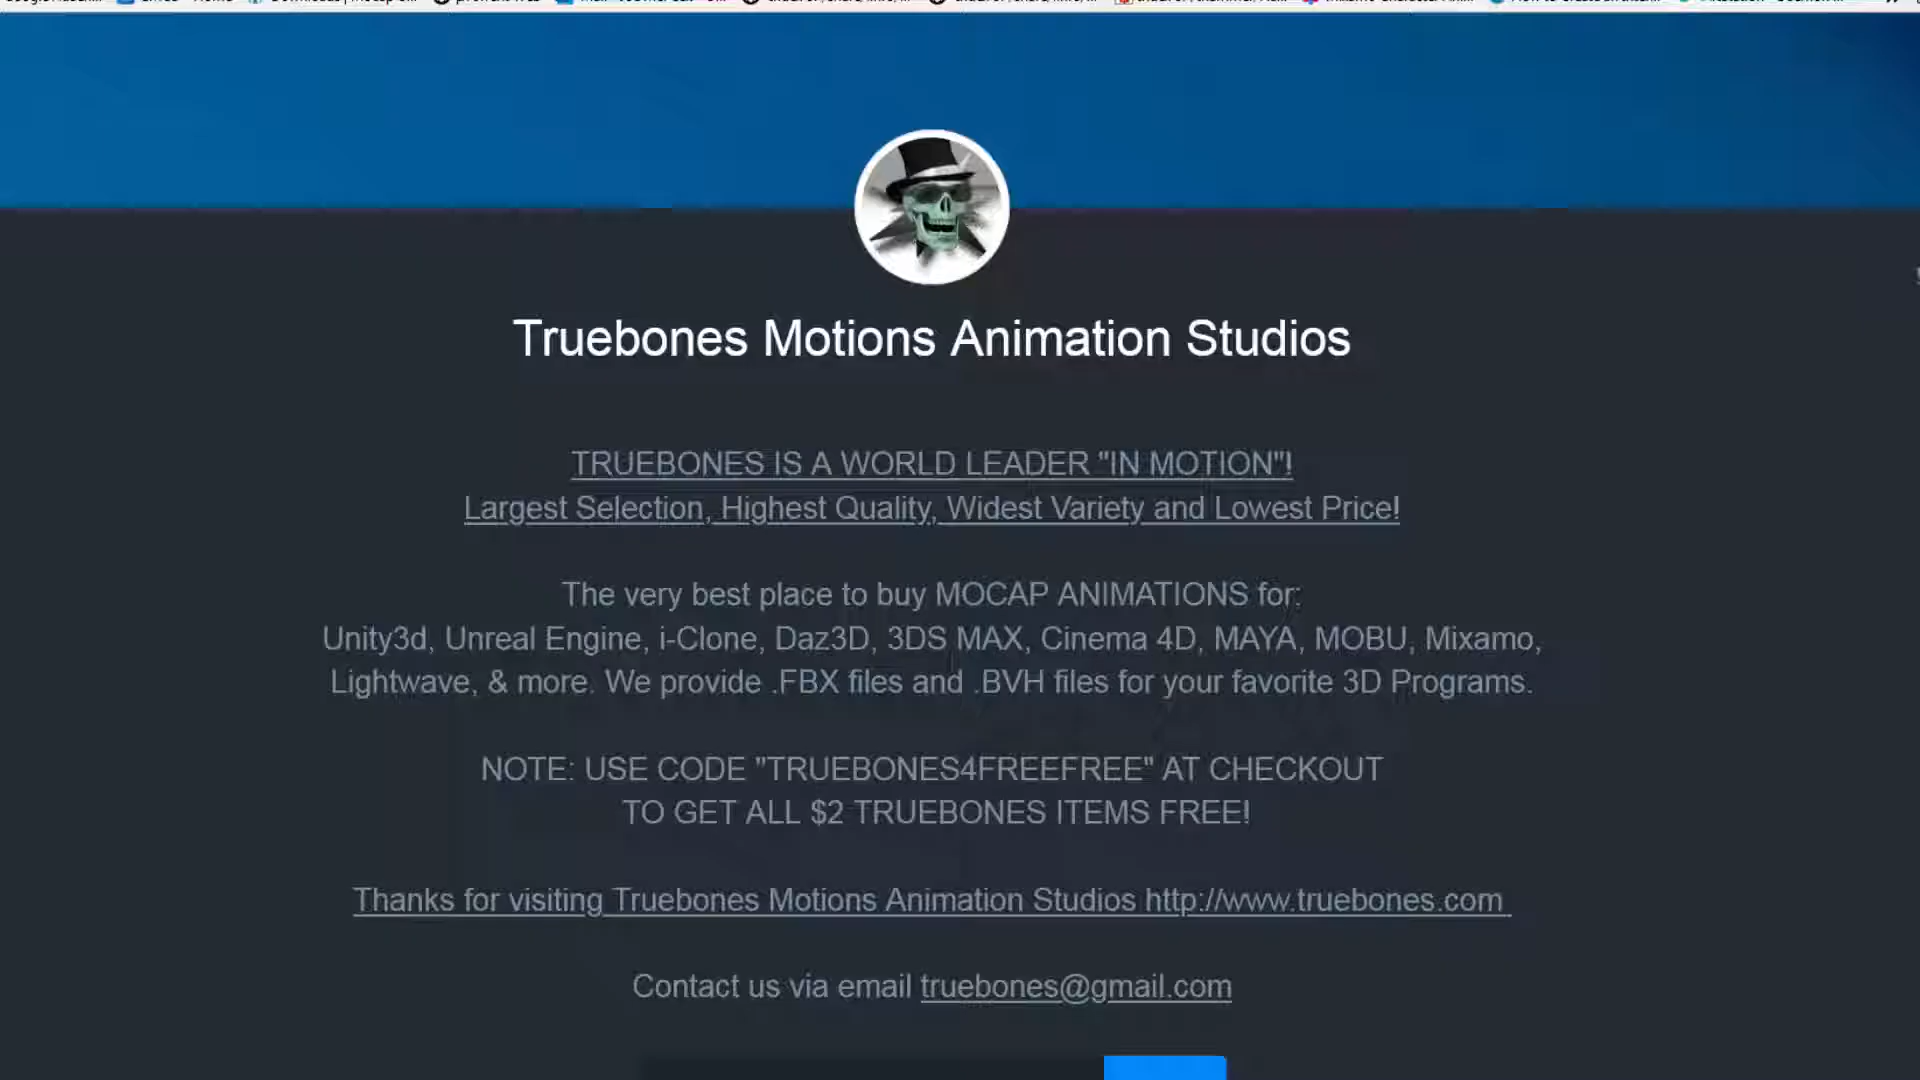 Truebones Motions Animation Studios
TRUEBONES IS A WORLD LEADER "IN MOTION"!
Largest Selection, Highest Quality, Widest Variety and Lowest Price!
The very best place to buy MOCAP ANIMATIONS for:
Unity3d, Unreal Engine, i-Clone, Daz3D, 3DS MAX, Cinema 4D, MAYA, MOBU, Mixamo,
Lightwave, & more. We provide .FBX files and .BVH files for your favorite 3D Programs.
NOTE: USE CODE "TRUEBONES4FREEFREE" AT CHECKOUT
TO GET ALL $2 TRUEBONES ITEMS FREE!
Thanks for visiting Truebones Motions Animation Studios http://www.truebones.com
Contact us via email truebones@gmail.com